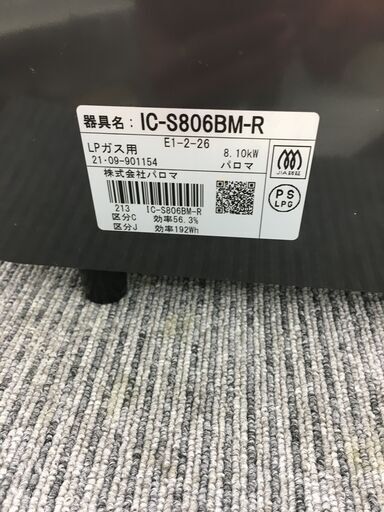 器具名：IC-S806BM-R
LPガス用 E1-2-26 8.10kW
21･09-901154 パロマ
株式会社パロマ
213 IC-S806BM-R
区分C 効率56.3%
区分J 効率192Wh
JIA認証
PS
LPG